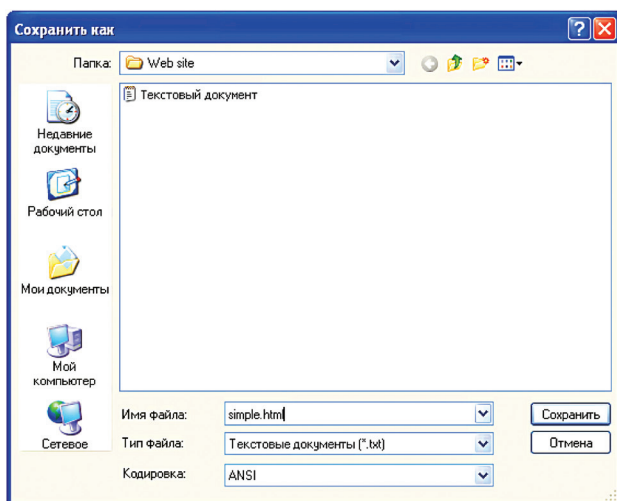 Сохранить как
Папка: Web site
Текстовый документ
Недавние
документы
Рабочий стол
Мои документы
Мой
компьютер
Сетевое
Имя файла: simple.html
Сохранить
Тип файла: Текстовые документы (*.txt)
Отмена
Кодировка: ANSI